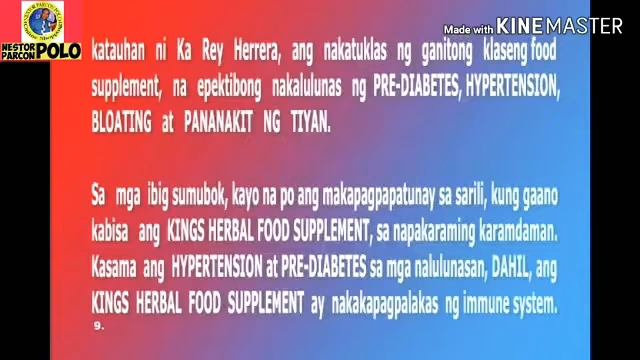 NESTOR
PARCON POLO
Made with KINEMASTER
katauhan ni Ka Rey Herrera, ang nakatuklas ng ganitong klaseng food
supplement, na epektibong nakalulunas ng PRE-DIABETES, HYPERTENSION,
BLOATING at PANANAKIT NG TIYAN.
Sa mga ibig sumubok, kayo na po ang makapagpapatunay sa sarili, kung gaano
kabisa ang KINGS HERBAL FOOD SUPPLEMENT, sa napakaraming karamdaman.
Kasama ang HYPERTENSION at PRE-DIABETES sa mga nalulunasan, DAHIL, ang
KINGS HERBAL FOOD SUPPLEMENT ay nakakapagpalakas ng immune system.
9.